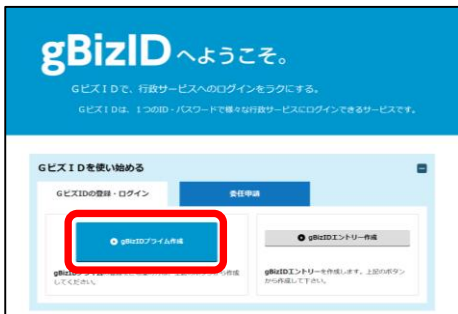 gBizID へようこそ。
GビズIDで、行政サービスへのログインをラクにする。
GビズIDは、1つのID・パスワードで様々な行政サービスにログインできるサービスです。
GビズIDを使い始める
GビズIDの登録・ログイン
委任申請
gBizIDプライム作成
gBizIDエントリー作成
gBizIDプライム
作成
してください。
gBizIDエントリーを作成します。上記のボタン
から作成して下さい。